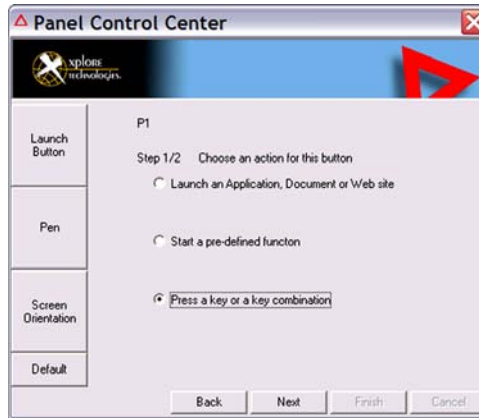 Panel Control Center
xplore
technologies.
Launch
Button
Pen
Screen
Orientation
Default
P1
Step 1/2 Choose an action for this button
Launch an Application, Document or Web site
Start a pre-defined functon
Press a key or a key combination
Back Next Finish Cancel